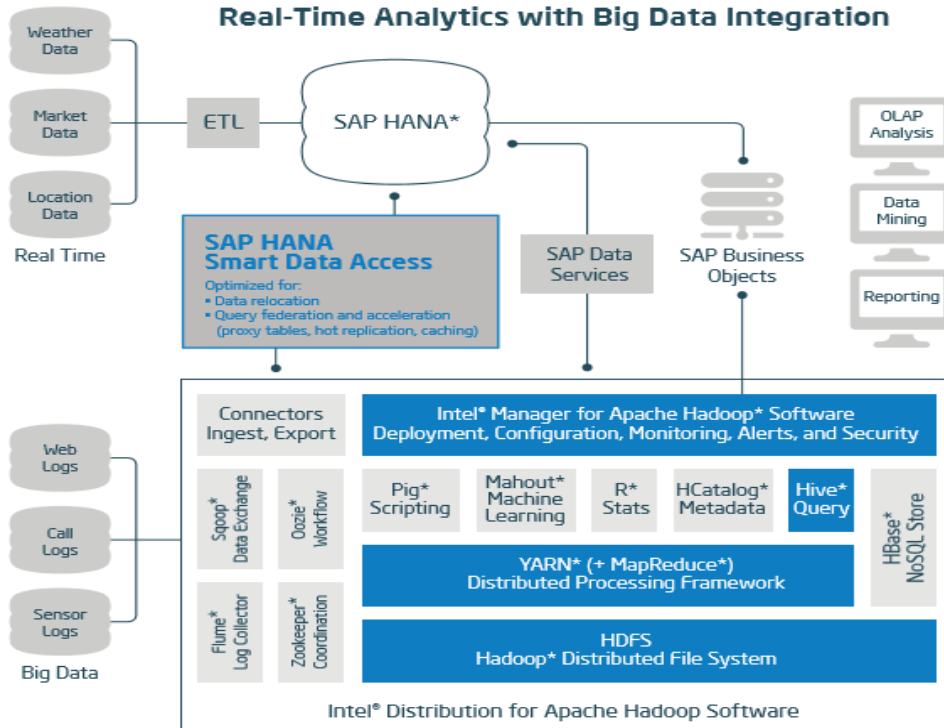 Real-Time Analytics with Big Data Integration
Weather
Data
Market
Data
Location
Data
Real Time
ETL
SAP HANA*
OLAP
Analysis
Data
Mining
Reporting
SAP HANA
Smart Data Access
Optimized for:
▪ Data relocation
▪ Query federation and acceleration
(proxy tables, hot replication, caching)
SAP Data
Services
SAP Business
Objects
Web
Logs
Call
Logs
Sensor
Logs
Big Data
Connectors
Ingest, Export
Intel® Manager for Apache Hadoop* Software
Deployment, Configuration, Monitoring, Alerts, and Security
Sqoop*
Data Exchange
Oozie*
Workflow
Pig*
Scripting
Mahout*
Machine
Learning
R*
Stats
HCatalog*
Metadata
Hive*
Query
HBase*
NoSQL Store
YARN* (+ MapReduce*)
Distributed Processing Framework
Flume*
Log Collector
Zookeeper*
Coordination
HDFS
Hadoop* Distributed File System
Intel® Distribution for Apache Hadoop Software